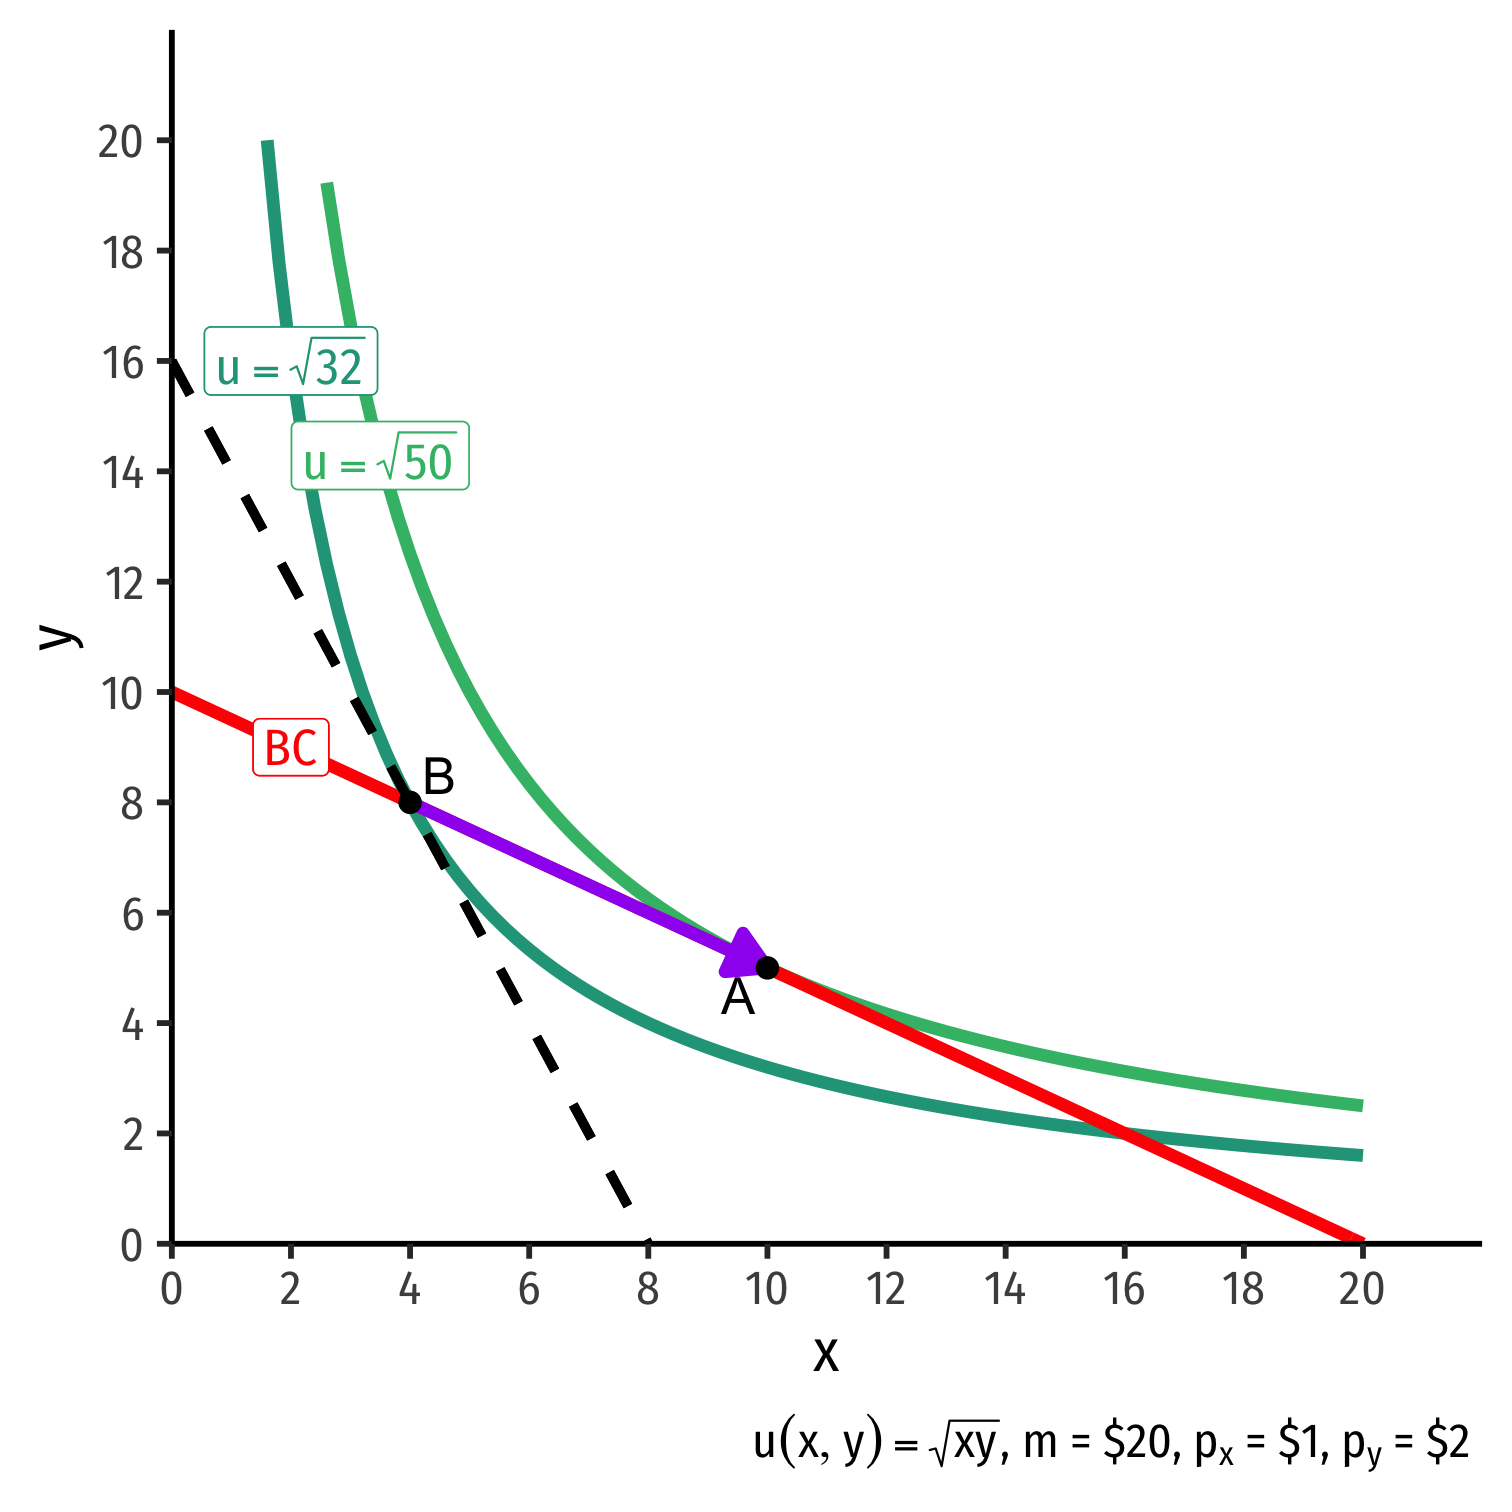 20
18
16
14
12
10
8
6
4
2
0
y
u = √32
u = √50
BC
B
A
0 2 4 6 8 10 12 14 16 18 20
x
u(x, y) = √xy, m = $20, pₓ = $1, p_y = $2